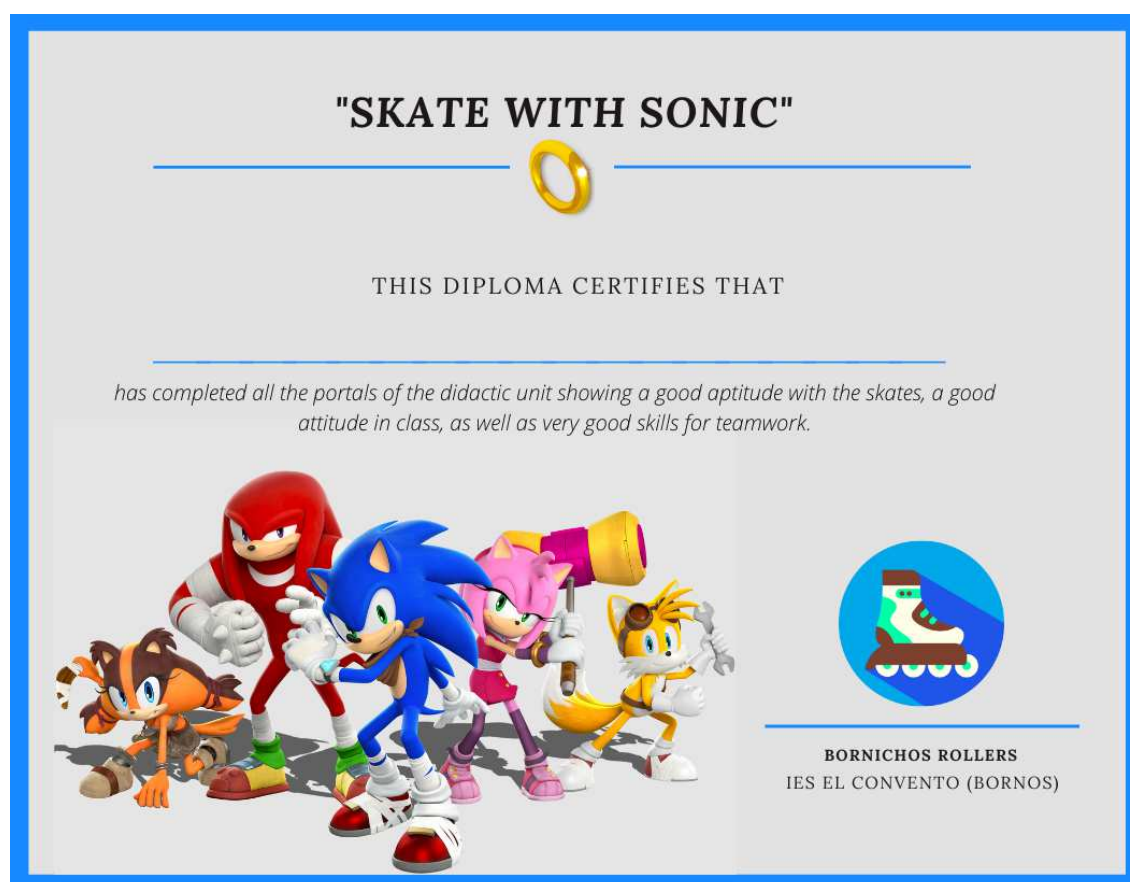 "SKATE WITH SONIC"
THIS DIPLOMA CERTIFIES THAT
has completed all the portals of the didactic unit showing a good aptitude with the skates, a good
attitude in class, as well as very good skills for teamwork.
BORNICHOS ROLLERS
IES EL CONVENTO (BORNOS)